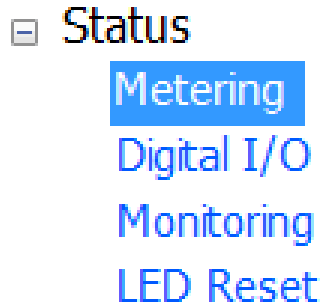 Status
Metering
Digital I/O
Monitoring
LED Reset